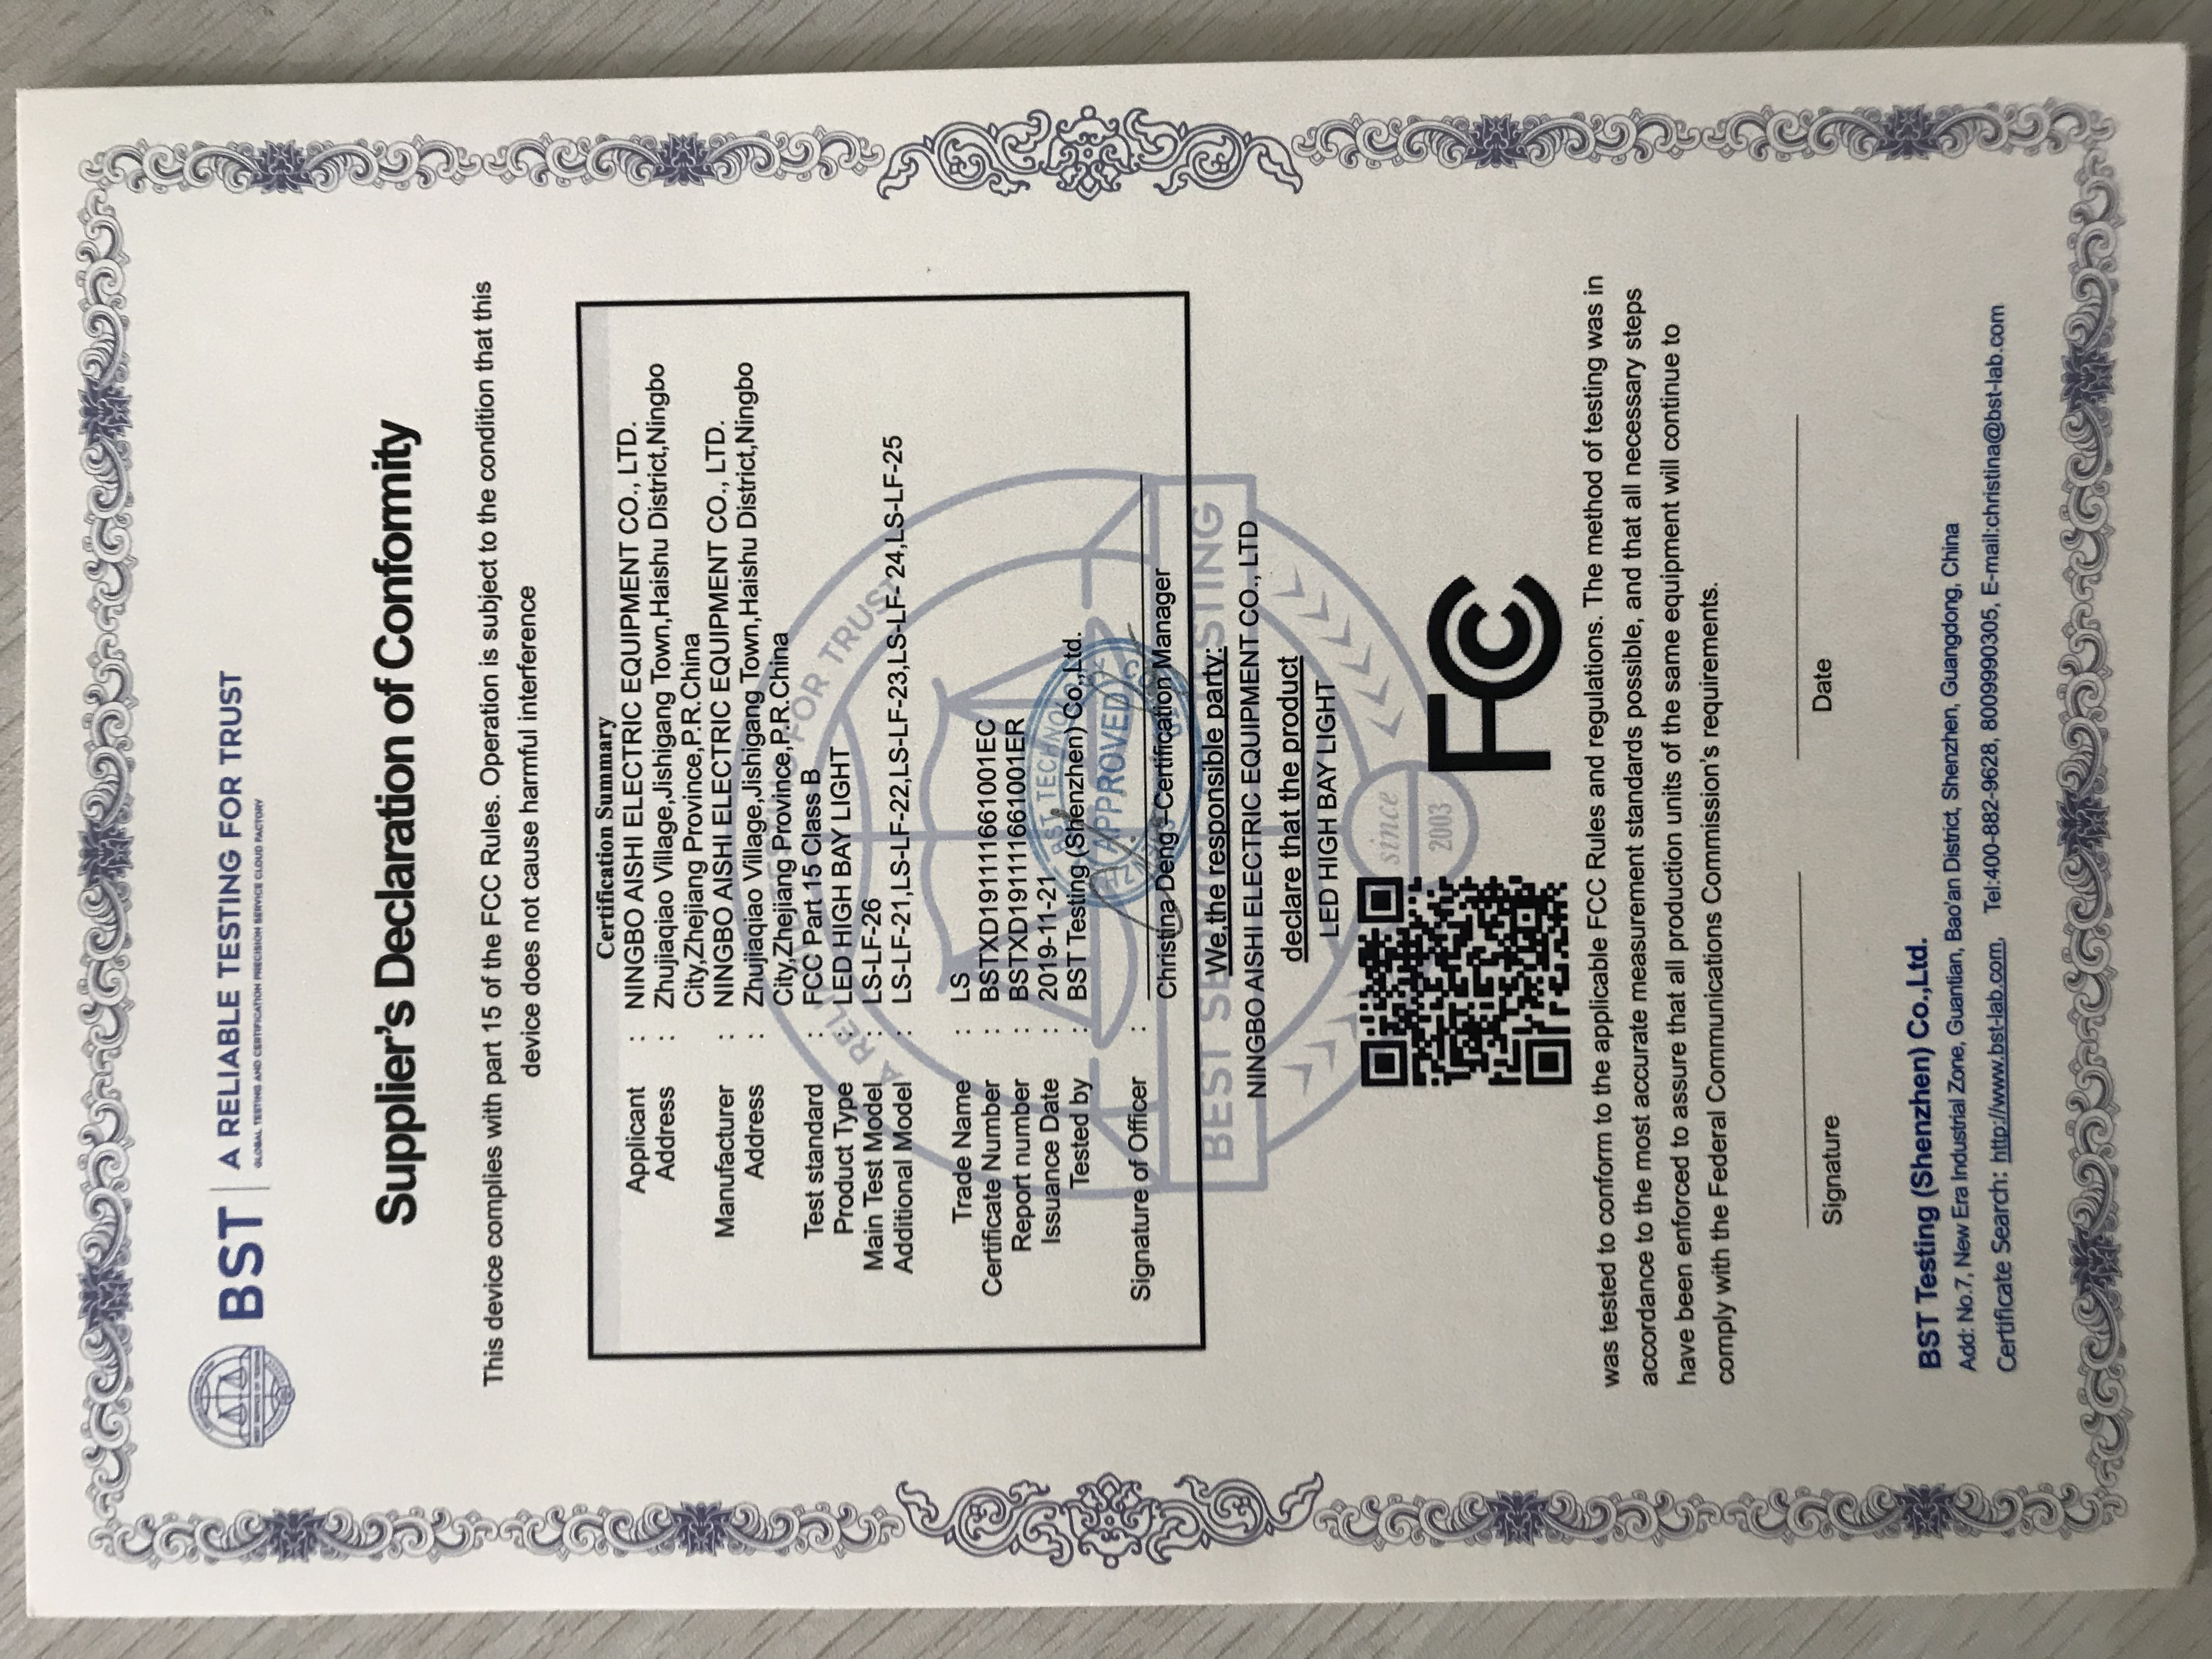 BST | A RELIABLE TESTING FOR TRUST
GLOBAL TESTING AND CERTIFICATION PRECISION SERVICE CLOUD FACTORY
Supplier's Declaration of Conformity
This device complies with part 15 of the FCC Rules. Operation is subject to the condition that this
device does not cause harmful interference
Certification Summary
Applicant : NINGBO AISHI ELECTRIC EQUIPMENT CO., LTD.
Address : Zhujiaqiao Village,Jishigang Town,Haishu District,Ningbo
City,Zhejiang Province,P.R.China
Manufacturer : NINGBO AISHI ELECTRIC EQUIPMENT CO., LTD.
Address : Zhujiaqiao Village,Jishigang Town,Haishu District,Ningbo
City,Zhejiang Province,P.R.China
Test standard : FCC Part 15 Class B
Product Type : LED HIGH BAY LIGHT
Main Test Model : LS-LF-26
Additional Model : LS-LF-21,LS-LF-22,LS-LF-23,LS-LF- 24,LS-LF-25
Trade Name : LS
Certificate Number : BSTXD191111661001EC
Report number : BSTXD191111661001ER
Issuance Date : 2019-11-21
Tested by : BST Testing (Shenzhen) Co.,Ltd.
APPROVED
Signature of Officer :
Christina Deng Certification Manager
BEST SERVICE OF TESTING
We,the responsible party:
NINGBO AISHI ELECTRIC EQUIPMENT CO., LTD
declare that the product
LED HIGH BAY LIGHT
since
2003
FC
was tested to conform to the applicable FCC Rules and regulations. The method of testing was in
accordance to the most accurate measurement standards possible, and that all necessary steps
have been enforced to assure that all production units of the same equipment will continue to
comply with the Federal Communications Commission's requirements.
Signature Date
BST Testing (Shenzhen) Co.,Ltd.
Add: No.7, New Era Industrial Zone, Guantian, Bao'an District, Shenzhen, Guangdong, China
Certificate Search: http://www.bst-lab.com, Tel:400-882-9628, 8009990305, E-mail:christina@bst-lab.com